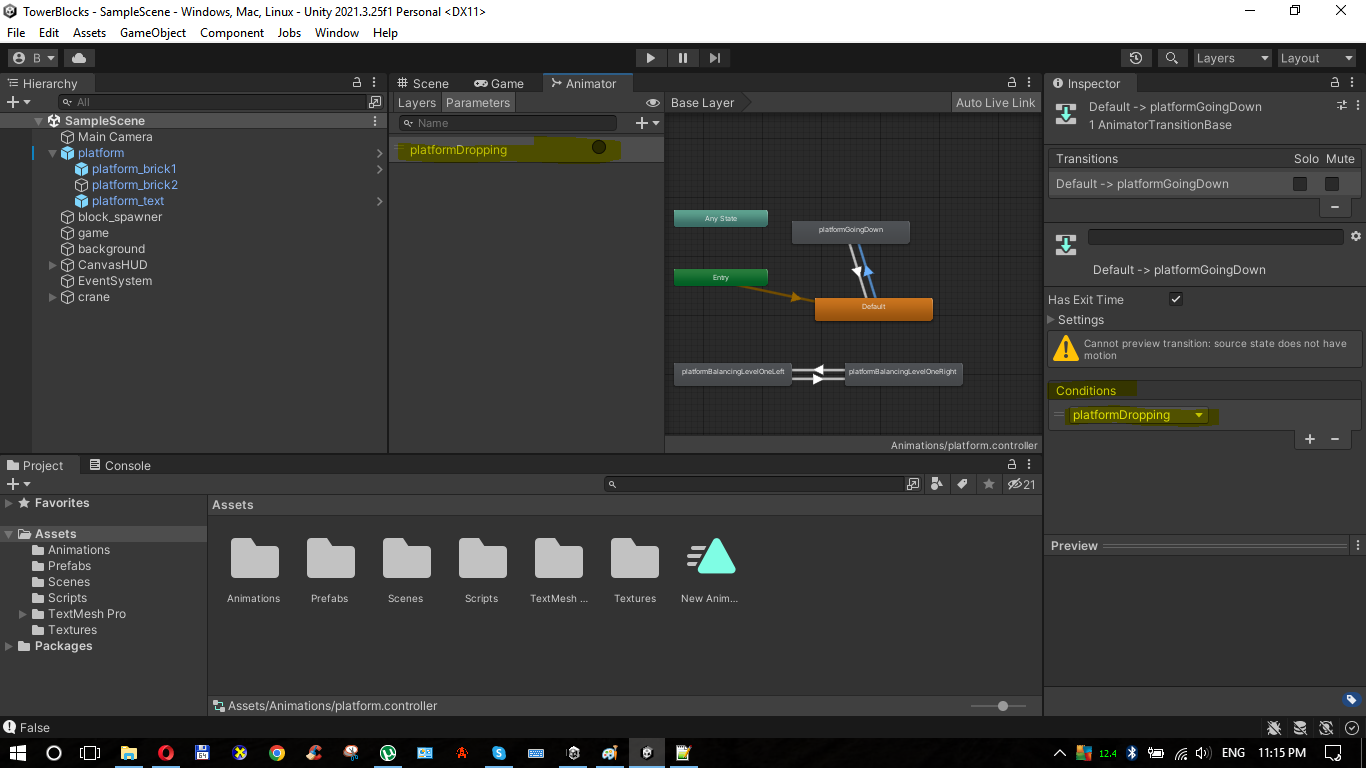 TowerBlocks - SampleScene - Windows, Mac, Linux - Unity 2021.3.25f1 Personal <DX11>
File Edit Assets GameObject Component Jobs Window Help
B Layers Layout
Hierarchy
All
SampleScene
Main Camera
platform
platform_brick1
platform_brick2
platform_text
block_spawner
game
background
CanvasHUD
EventSystem
crane
Scene Game Animator
Layers Parameters Base Layer Auto Live Link
Name
platformDropping
Any State
platformGoingDown
Entry
Default
platformBalancingLevelOneLeft platformBalancingLevelOneRight
Animations/platform.controller
Inspector
Default -> platformGoingDown
1 AnimatorTransitionBase
Transitions Solo Mute
Default -> platformGoingDown
Default -> platformGoingDown
Has Exit Time
Settings
Cannot preview transition: source state does not have
motion
Conditions
platformDropping
Preview
Project Console
21
Favorites
Assets
Animations
Prefabs
Scenes
Scripts
TextMesh Pro
Textures
Packages
Assets
Animations Prefabs Scenes Scripts TextMesh ... Textures New Anim...
Assets/Animations/platform.controller
False
64
12.4 ENG 11:15 PM